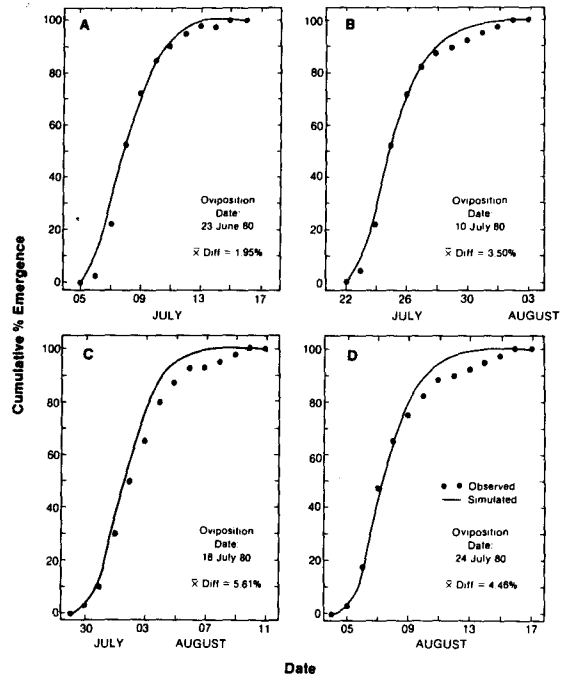 Cumulative % Emergence
A
100
80
60
40
20
0
Oviposition
Date:
23 June 80
x̄ Diff = 1.95%
05 09 13 17
JULY
B
100
80
60
40
20
0
Oviposition
Date:
10 July 80
x̄ Diff = 3.50%
22 26 30 03
JULY AUGUST
C
100
80
60
40
20
0
Oviposition
Date:
18 July 80
x̄ Diff = 5.61%
30 03 07 11
JULY AUGUST
D
100
80
60
40
20
0
Observed
Simulated
Oviposition
Date:
24 July 80
x̄ Diff = 4.46%
05 09 13 17
AUGUST
Date